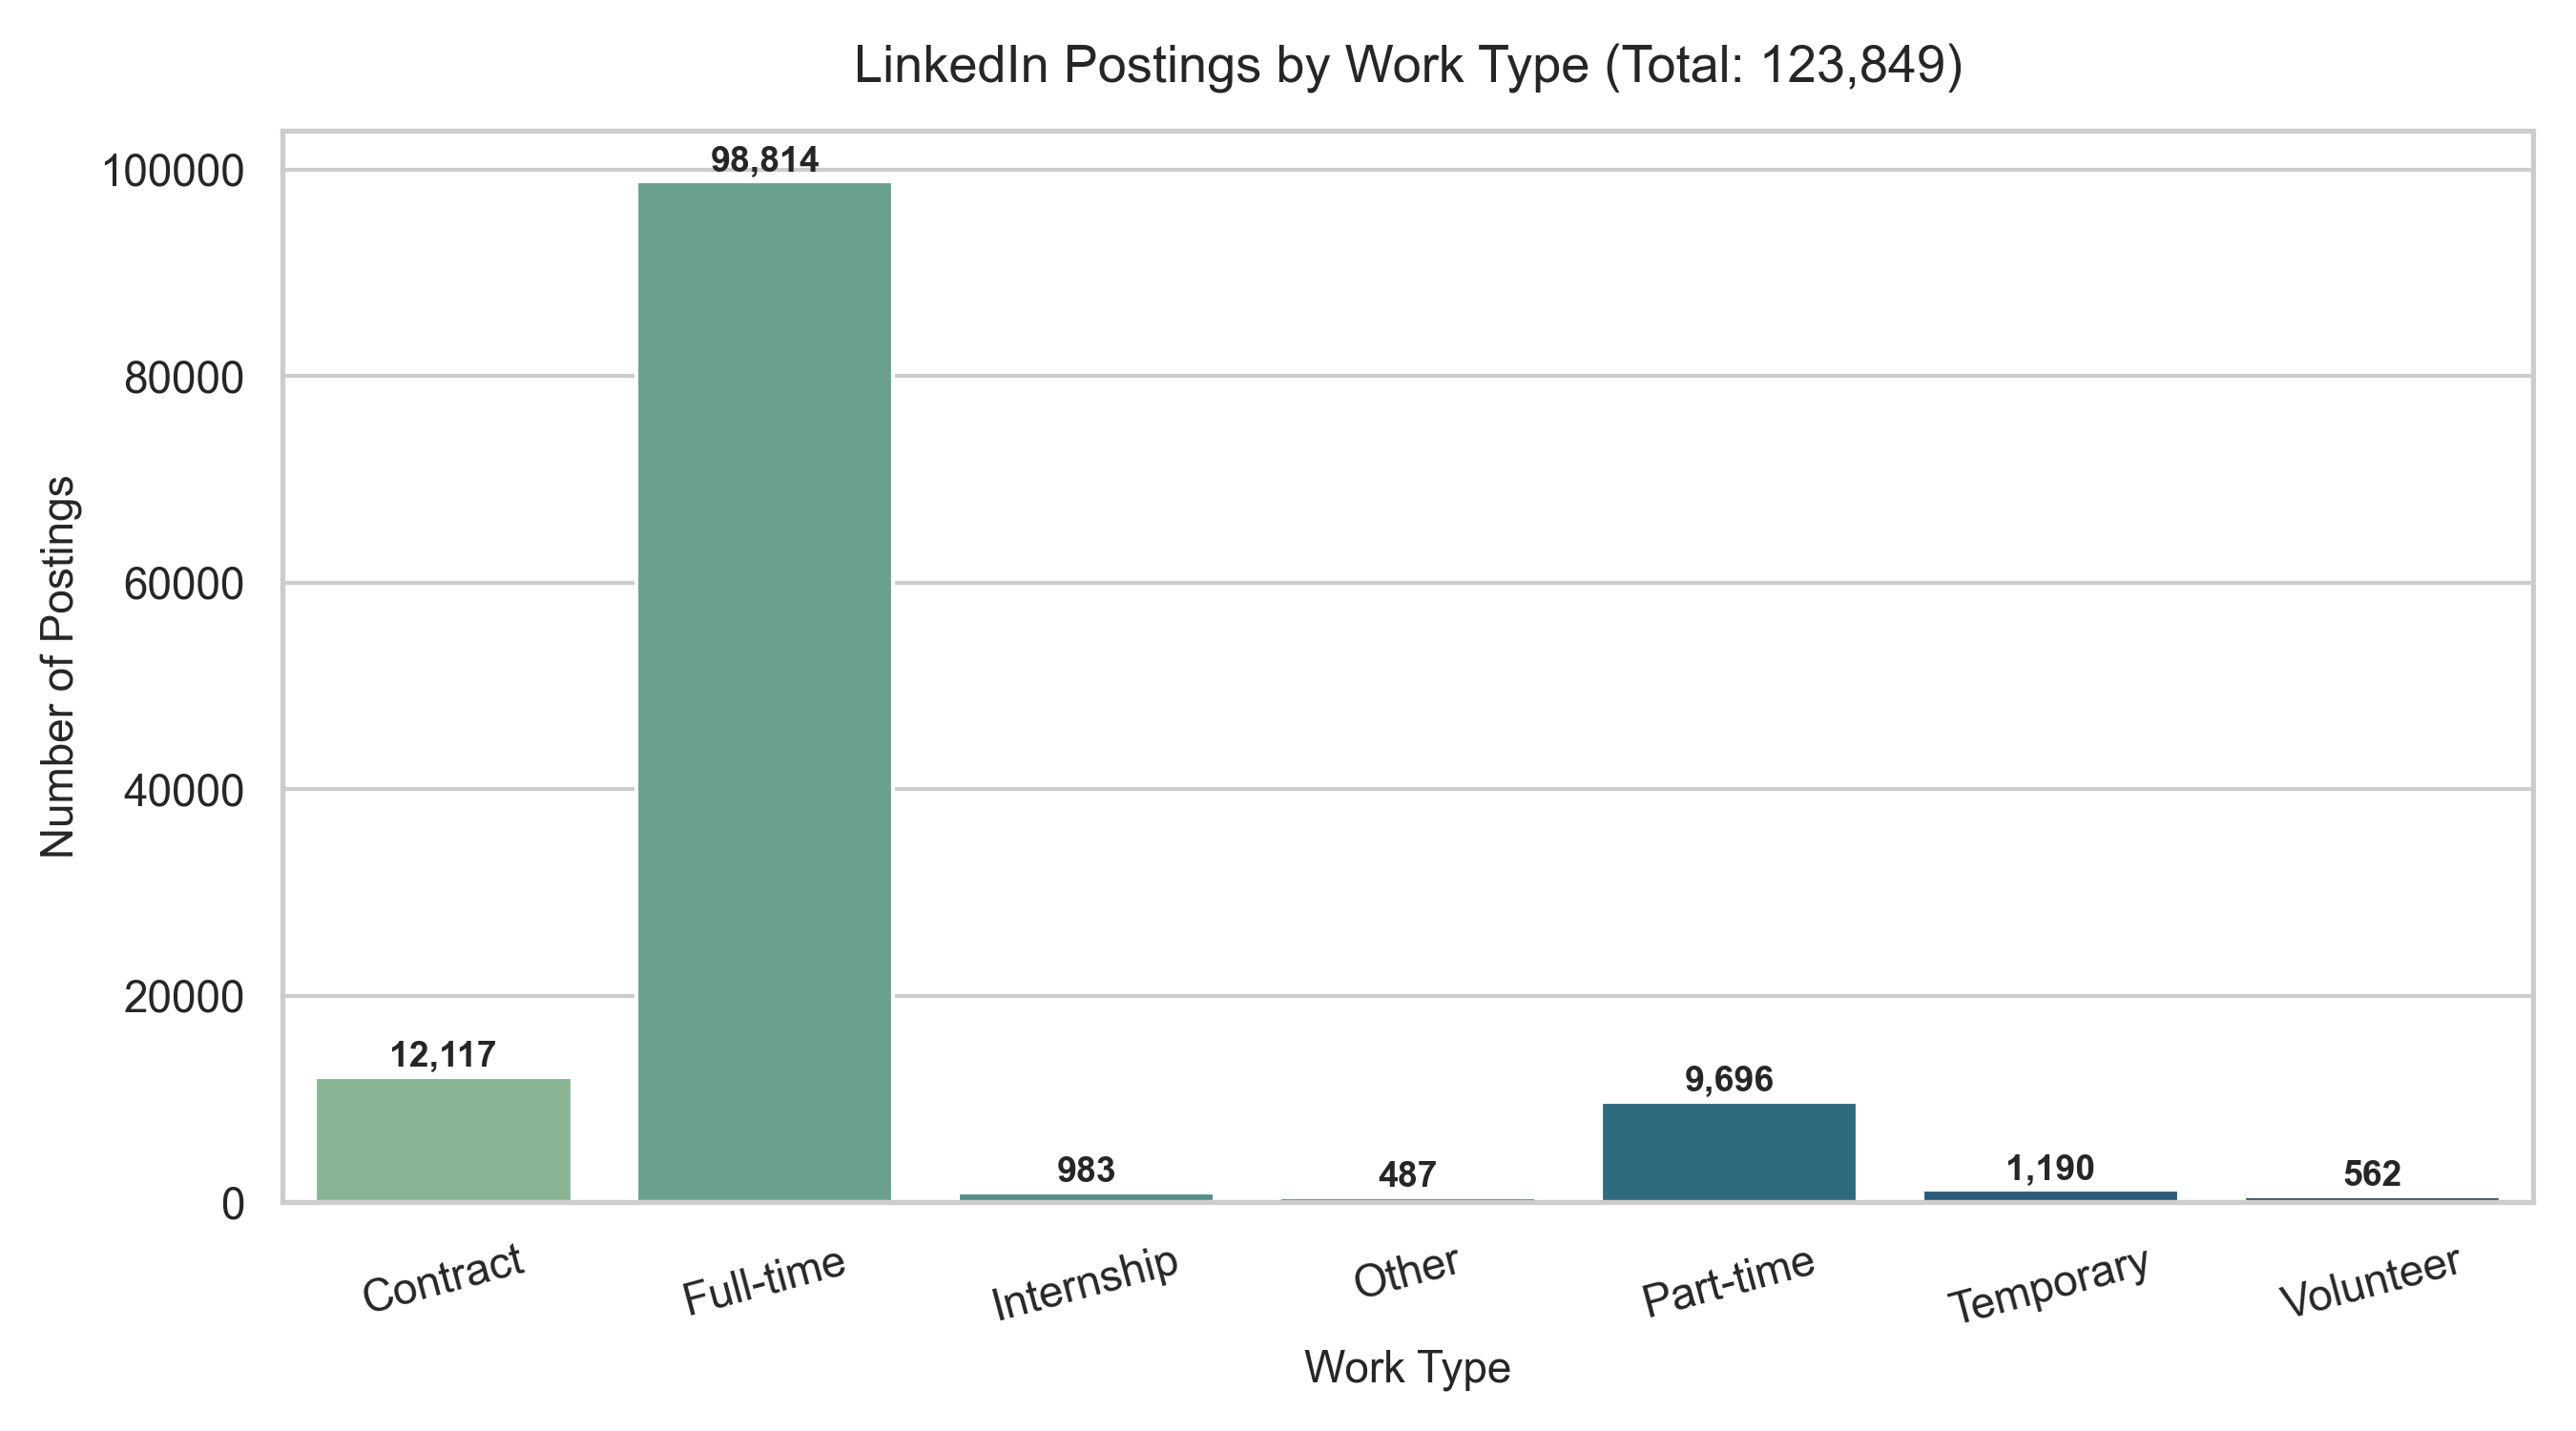 LinkedIn Postings by Work Type (Total: 123,849)
Number of Postings
100000
80000
60000
40000
20000
0
12,117
98,814
983
487
9,696
1,190
562
Contract
Full-time
Internship
Other
Part-time
Temporary
Volunteer
Work Type